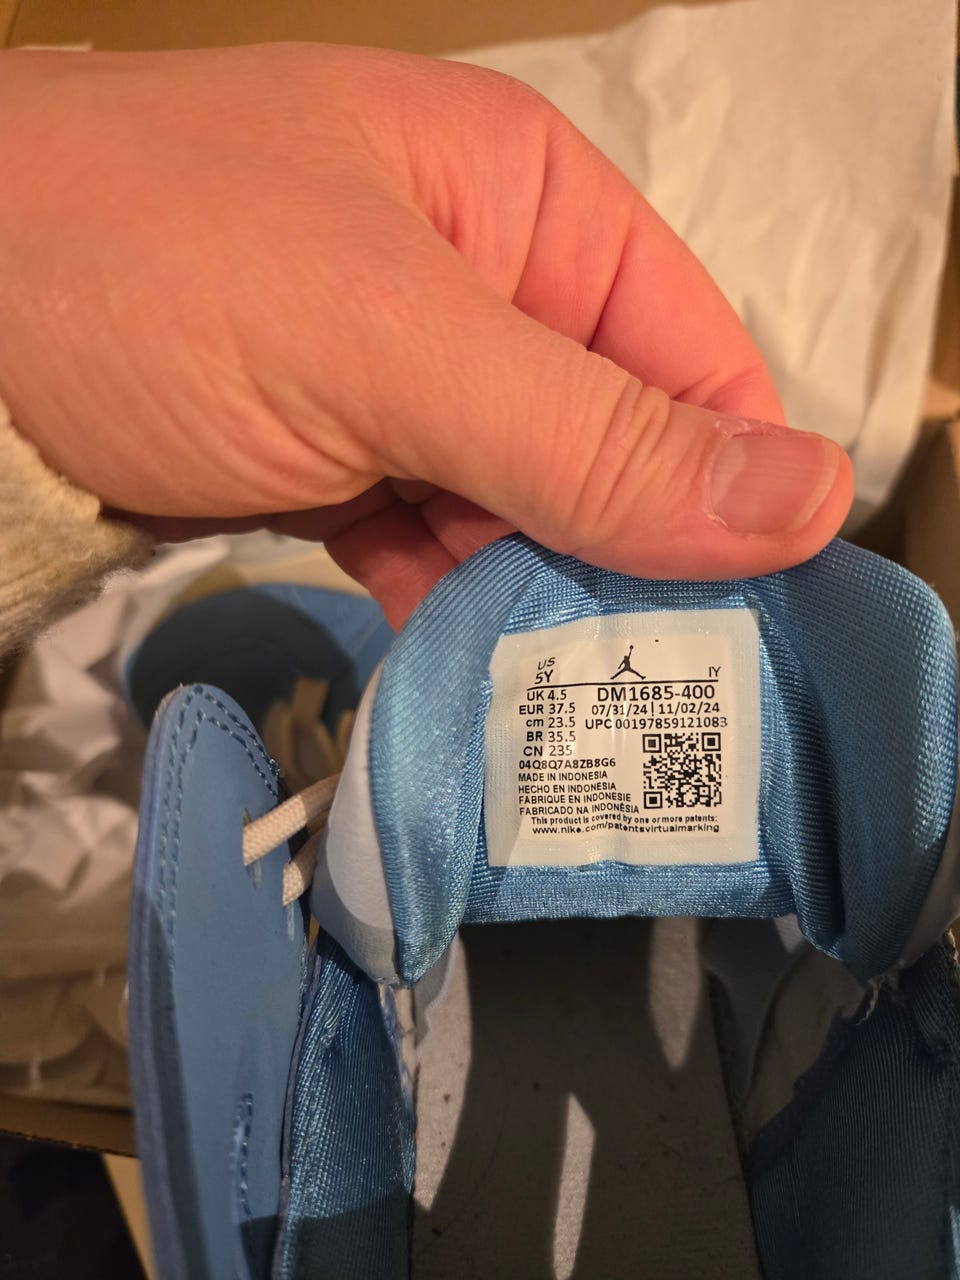 US
5Y
IY
UK 4.5 DM1685-400
EUR 37.5 07/31/24 | 11/02/24
cm 23.5 UPC 00197859121083
BR 35.5
CN 235
04Q8Q7A8ZB8G6
MADE IN INDONESIA
HECHO EN INDONESIA
FABRIQUE EN INDONESIE
FABRICADO NA INDONÉSIA
This product is covered by one or more patents:
www.nike.com/patentsvirtualmarking